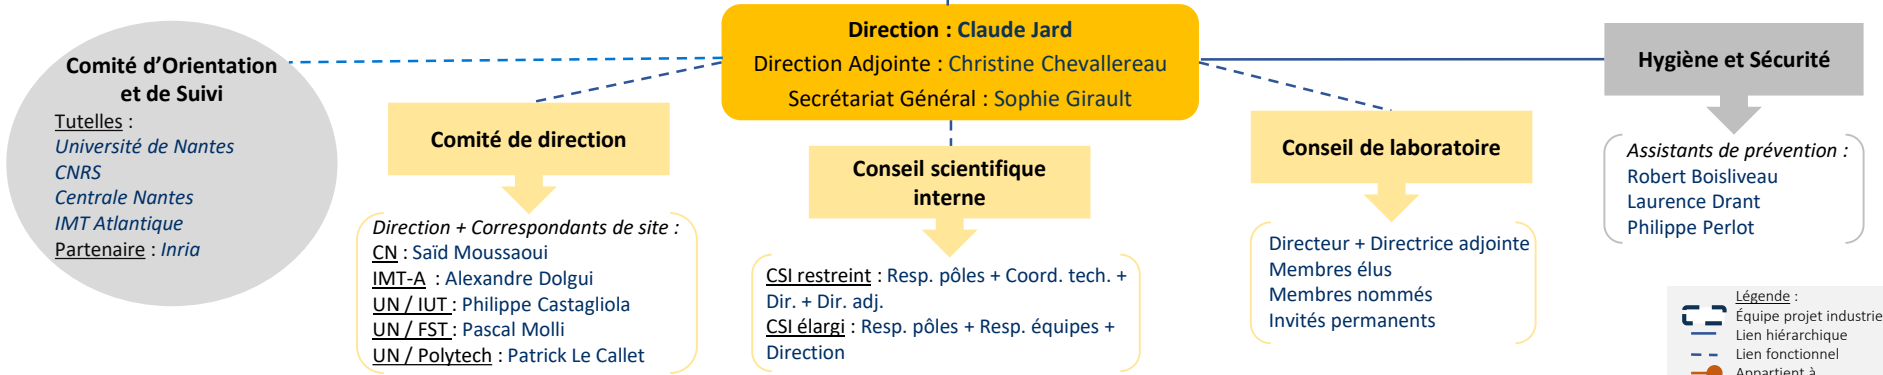 Direction : Claude Jard
Direction Adjointe : Christine Chevallereau
Secrétariat Général : Sophie Girault
Comité d'Orientation
et de Suivi
Tutelles :
Université de Nantes
CNRS
Centrale Nantes
IMT Atlantique
Partenaire : Inria
Comité de direction
Direction + Correspondants de site :
CN : Saïd Moussaoui
IMT-A : Alexandre Dolgui
UN / IUT : Philippe Castagliola
UN / FST : Pascal Molli
UN / Polytech : Patrick Le Callet
Conseil scientifique
interne
CSI restreint : Resp. pôles + Coord. tech. +
Dir. + Dir. adj.
CSI élargi : Resp. pôles + Resp. équipes +
Direction
Conseil de laboratoire
Directeur + Directrice adjointe
Membres élus
Membres nommés
Invités permanents
Hygiène et Sécurité
Assistants de prévention :
Robert Boisliveau
Laurence Drant
Philippe Perlot
Légende :
Équipe projet industrie
Lien hiérarchique
Lien fonctionnel
Appartient à